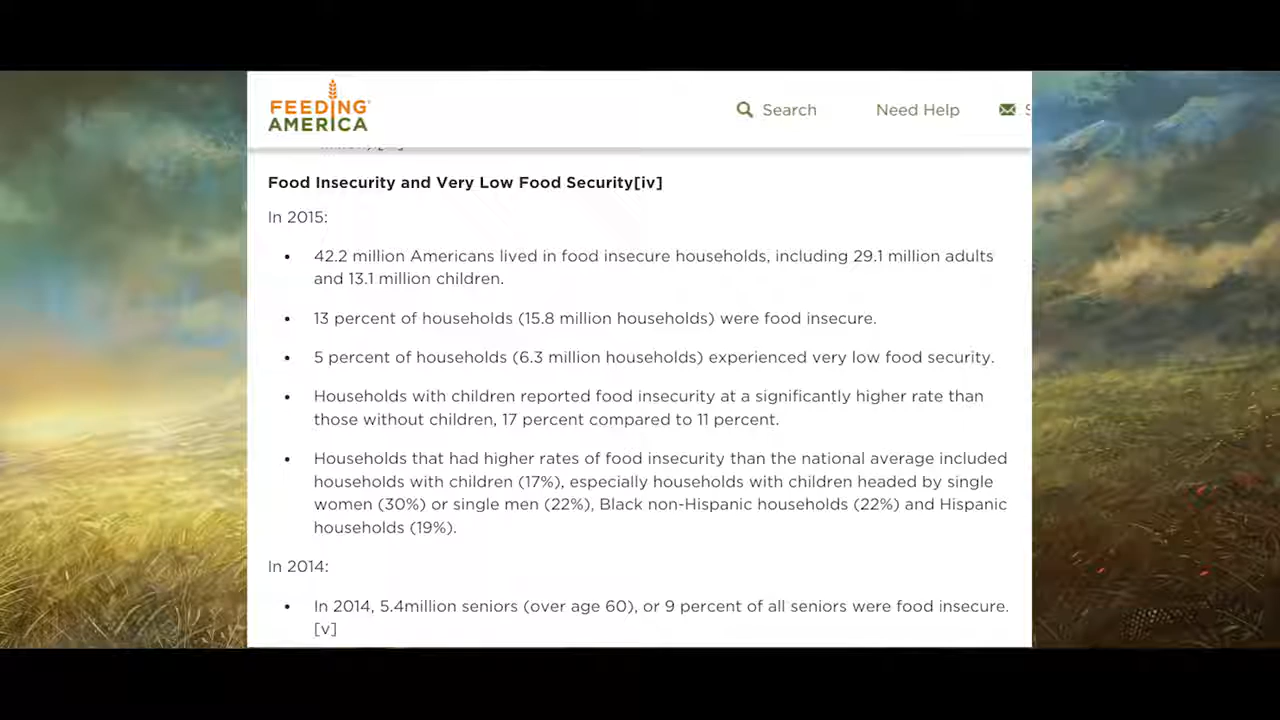 FEEDING
AMERICA
Search
Need Help
Food Insecurity and Very Low Food Security[iv]
In 2015:
• 42.2 million Americans lived in food insecure households, including 29.1 million adults
and 13.1 million children.
• 13 percent of households (15.8 million households) were food insecure.
• 5 percent of households (6.3 million households) experienced very low food security.
• Households with children reported food insecurity at a significantly higher rate than
those without children, 17 percent compared to 11 percent.
• Households that had higher rates of food insecurity than the national average included
households with children (17%), especially households with children headed by single
women (30%) or single men (22%), Black non-Hispanic households (22%) and Hispanic
households (19%).
In 2014:
• In 2014, 5.4million seniors (over age 60), or 9 percent of all seniors were food insecure.
[v]